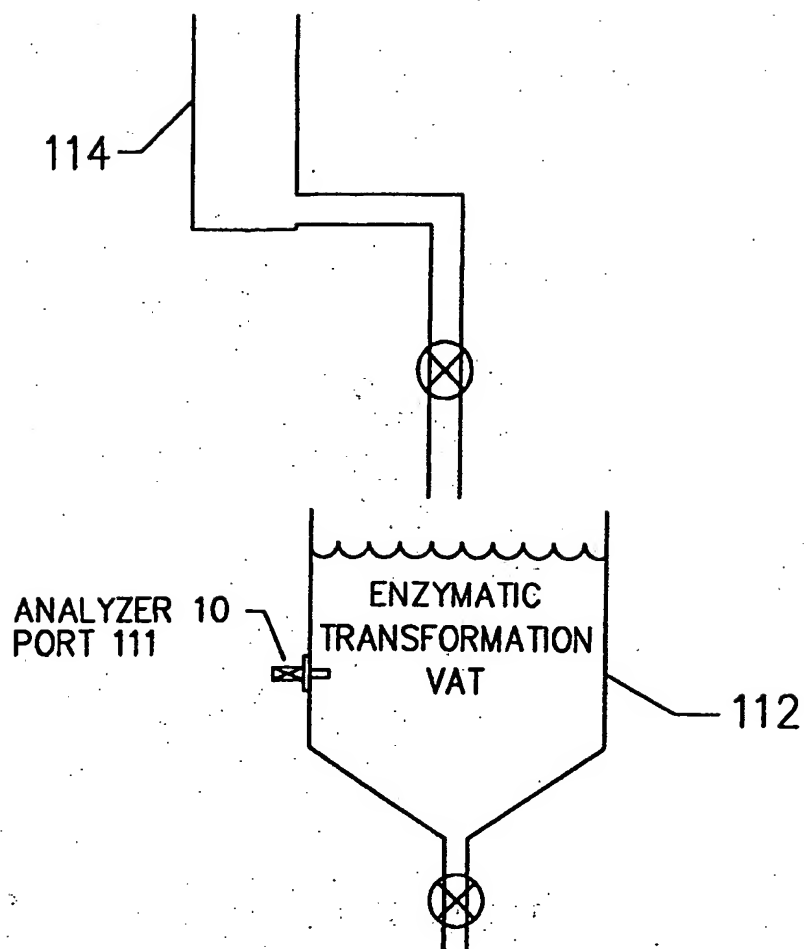 114
ANALYZER 10
PORT 111
ENZYMATIC
TRANSFORMATION
VAT
112